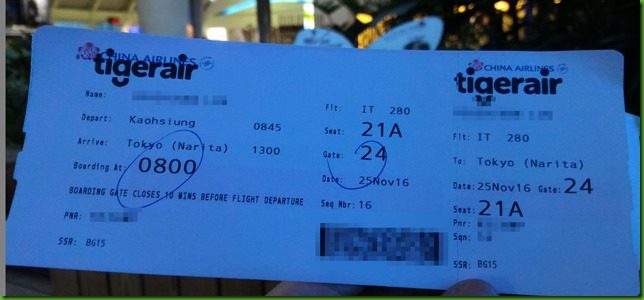 CHINA AIRLINES
tigerair
Name:
Depart: Kaohsiung 0845
Arrive: Tokyo (Narita) 1300
Boarding At: 0800
BOARDING GATE CLOSES 10 MINS BEFORE FLIGHT DEPARTURE
PNR:
SSR: BG15
Flt: IT 280
Seat: 21A
Gate: 24
Date: 25Nov16
Seq Nbr: 16
CHINA AIRLINES
tigerair
Flt: IT 280
To: Tokyo (Narita)
Date: 25Nov16 Gate: 24
Seat: 21A
Pnr:
Sqn:
SSR: BG15